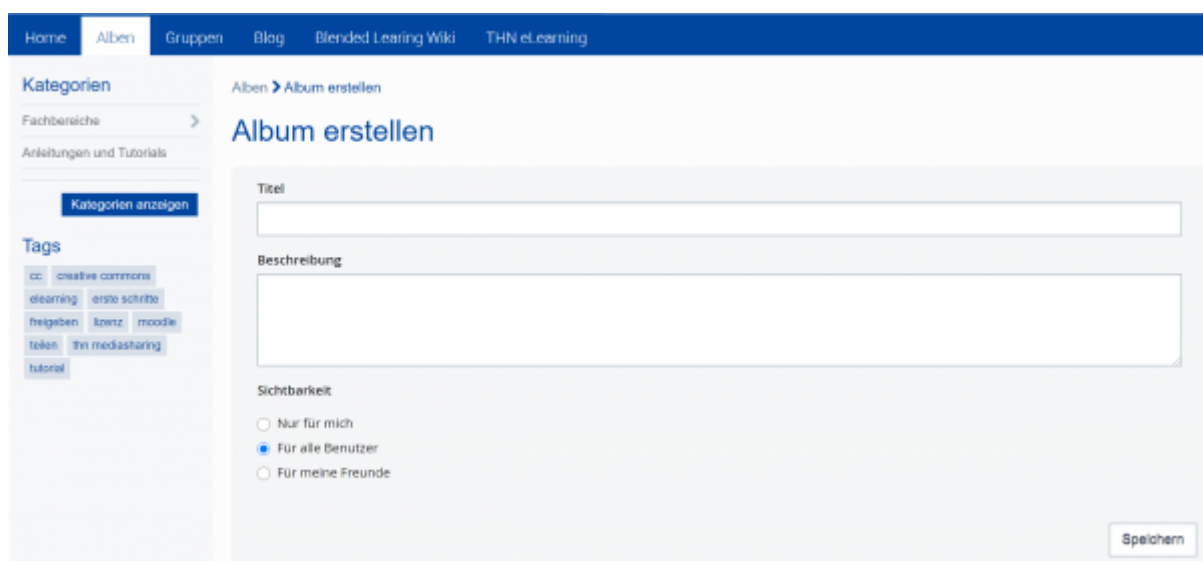 Home Alben Gruppen Blog Blended Learing Wiki THN eLearning
Kategorien
Fachbereiche
Anleitungen und Tutorials
Kategorien anzeigen
Tags
cc creative commons
elearning erste schritte
freigeben lizenz moodle
teilen thn mediasharing
tutorial
Alben > Album erstellen
Album erstellen
Titel
Beschreibung
Sichtbarkeit
Nur für mich
Für alle Benutzer
Für meine Freunde
Speichern